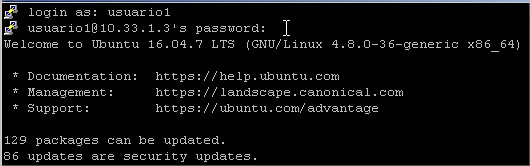 login as: usuario1
usuario1@10.33.1.3's password:
Welcome to Ubuntu 16.04.7 LTS (GNU/Linux 4.8.0-36-generic x86_64)
* Documentation: https://help.ubuntu.com
* Management: https://landscape.canonical.com
* Support: https://ubuntu.com/advantage
129 packages can be updated.
86 updates are security updates.